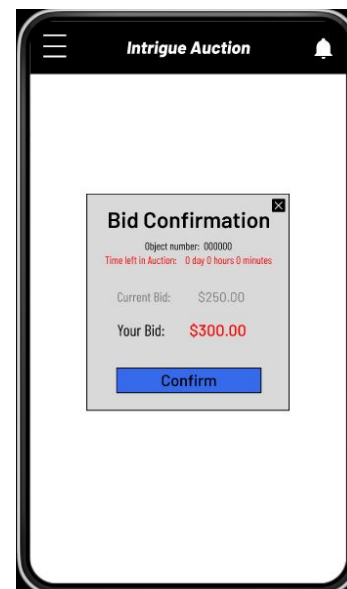 Intrigue Auction
Bid Confirmation
Object number: 000000
Time left in Auction: 0 day 0 hours 0 minutes
Current Bid: $250.00
Your Bid: $300.00
Confirm